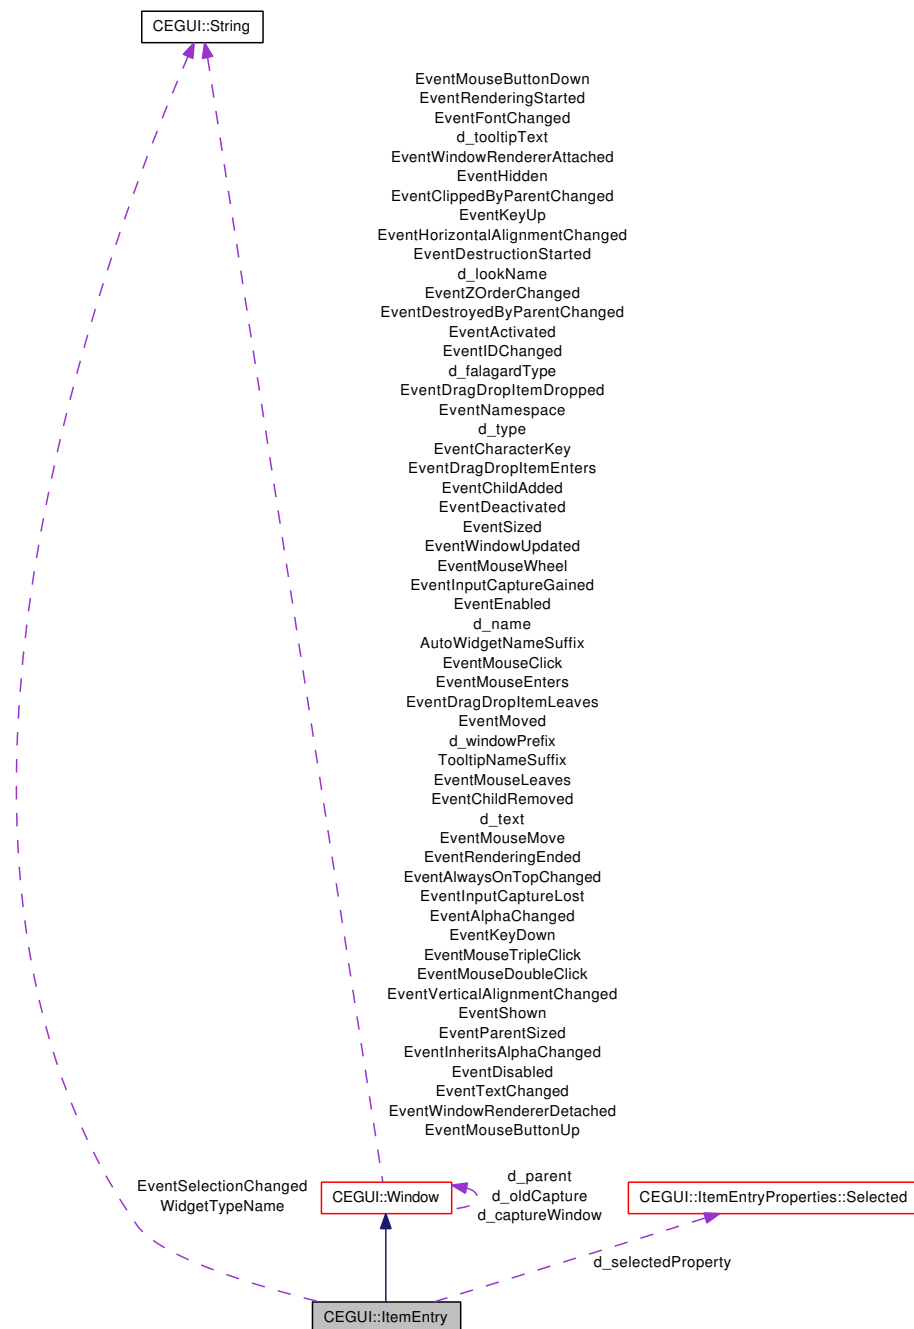 CEGUI::String
EventMouseButtonDown
EventRenderingStarted
EventFontChanged
d_tooltipText
EventWindowRendererAttached
EventHidden
EventClippedByParentChanged
EventKeyUp
EventHorizontalAlignmentChanged
EventDestructionStarted
d_lookName
EventZOrderChanged
EventDestroyedByParentChanged
EventActivated
EventIDChanged
d_falagardType
EventDragDropItemDropped
EventNamespace
d_type
EventCharacterKey
EventDragDropItemEnters
EventChildAdded
EventDeactivated
EventSized
EventWindowUpdated
EventMouseWheel
EventInputCaptureGained
EventEnabled
d_name
AutoWidgetNameSuffix
EventMouseClick
EventMouseEnters
EventDragDropItemLeaves
EventMoved
d_windowPrefix
TooltipNameSuffix
EventMouseLeaves
EventChildRemoved
d_text
EventMouseMove
EventRenderingEnded
EventAlwaysOnTopChanged
EventInputCaptureLost
EventAlphaChanged
EventKeyDown
EventMouseTripleClick
EventMouseDoubleClick
EventVerticalAlignmentChanged
EventShown
EventParentSized
EventInheritsAlphaChanged
EventDisabled
EventTextChanged
EventWindowRendererDetached
EventMouseButtonUp
EventSelectionChanged
WidgetTypeName
CEGUI::Window
d_parent
d_oldCapture
d_captureWindow
CEGUI::ItemEntryProperties::Selected
d_selectedProperty
CEGUI::ItemEntry